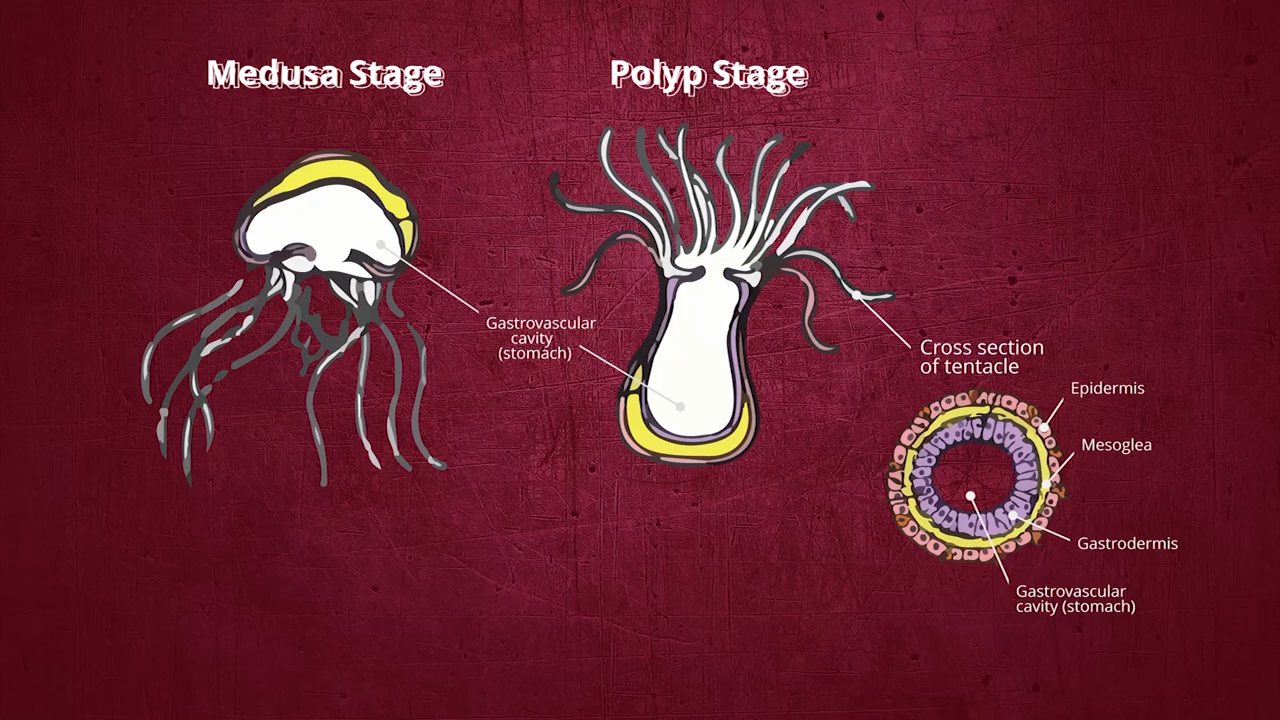 Medusa Stage
Polyp Stage
Gastrovascular
cavity
(stomach)
Cross section
of tentacle
Epidermis
Mesoglea
Gastrodermis
Gastrovascular
cavity (stomach)